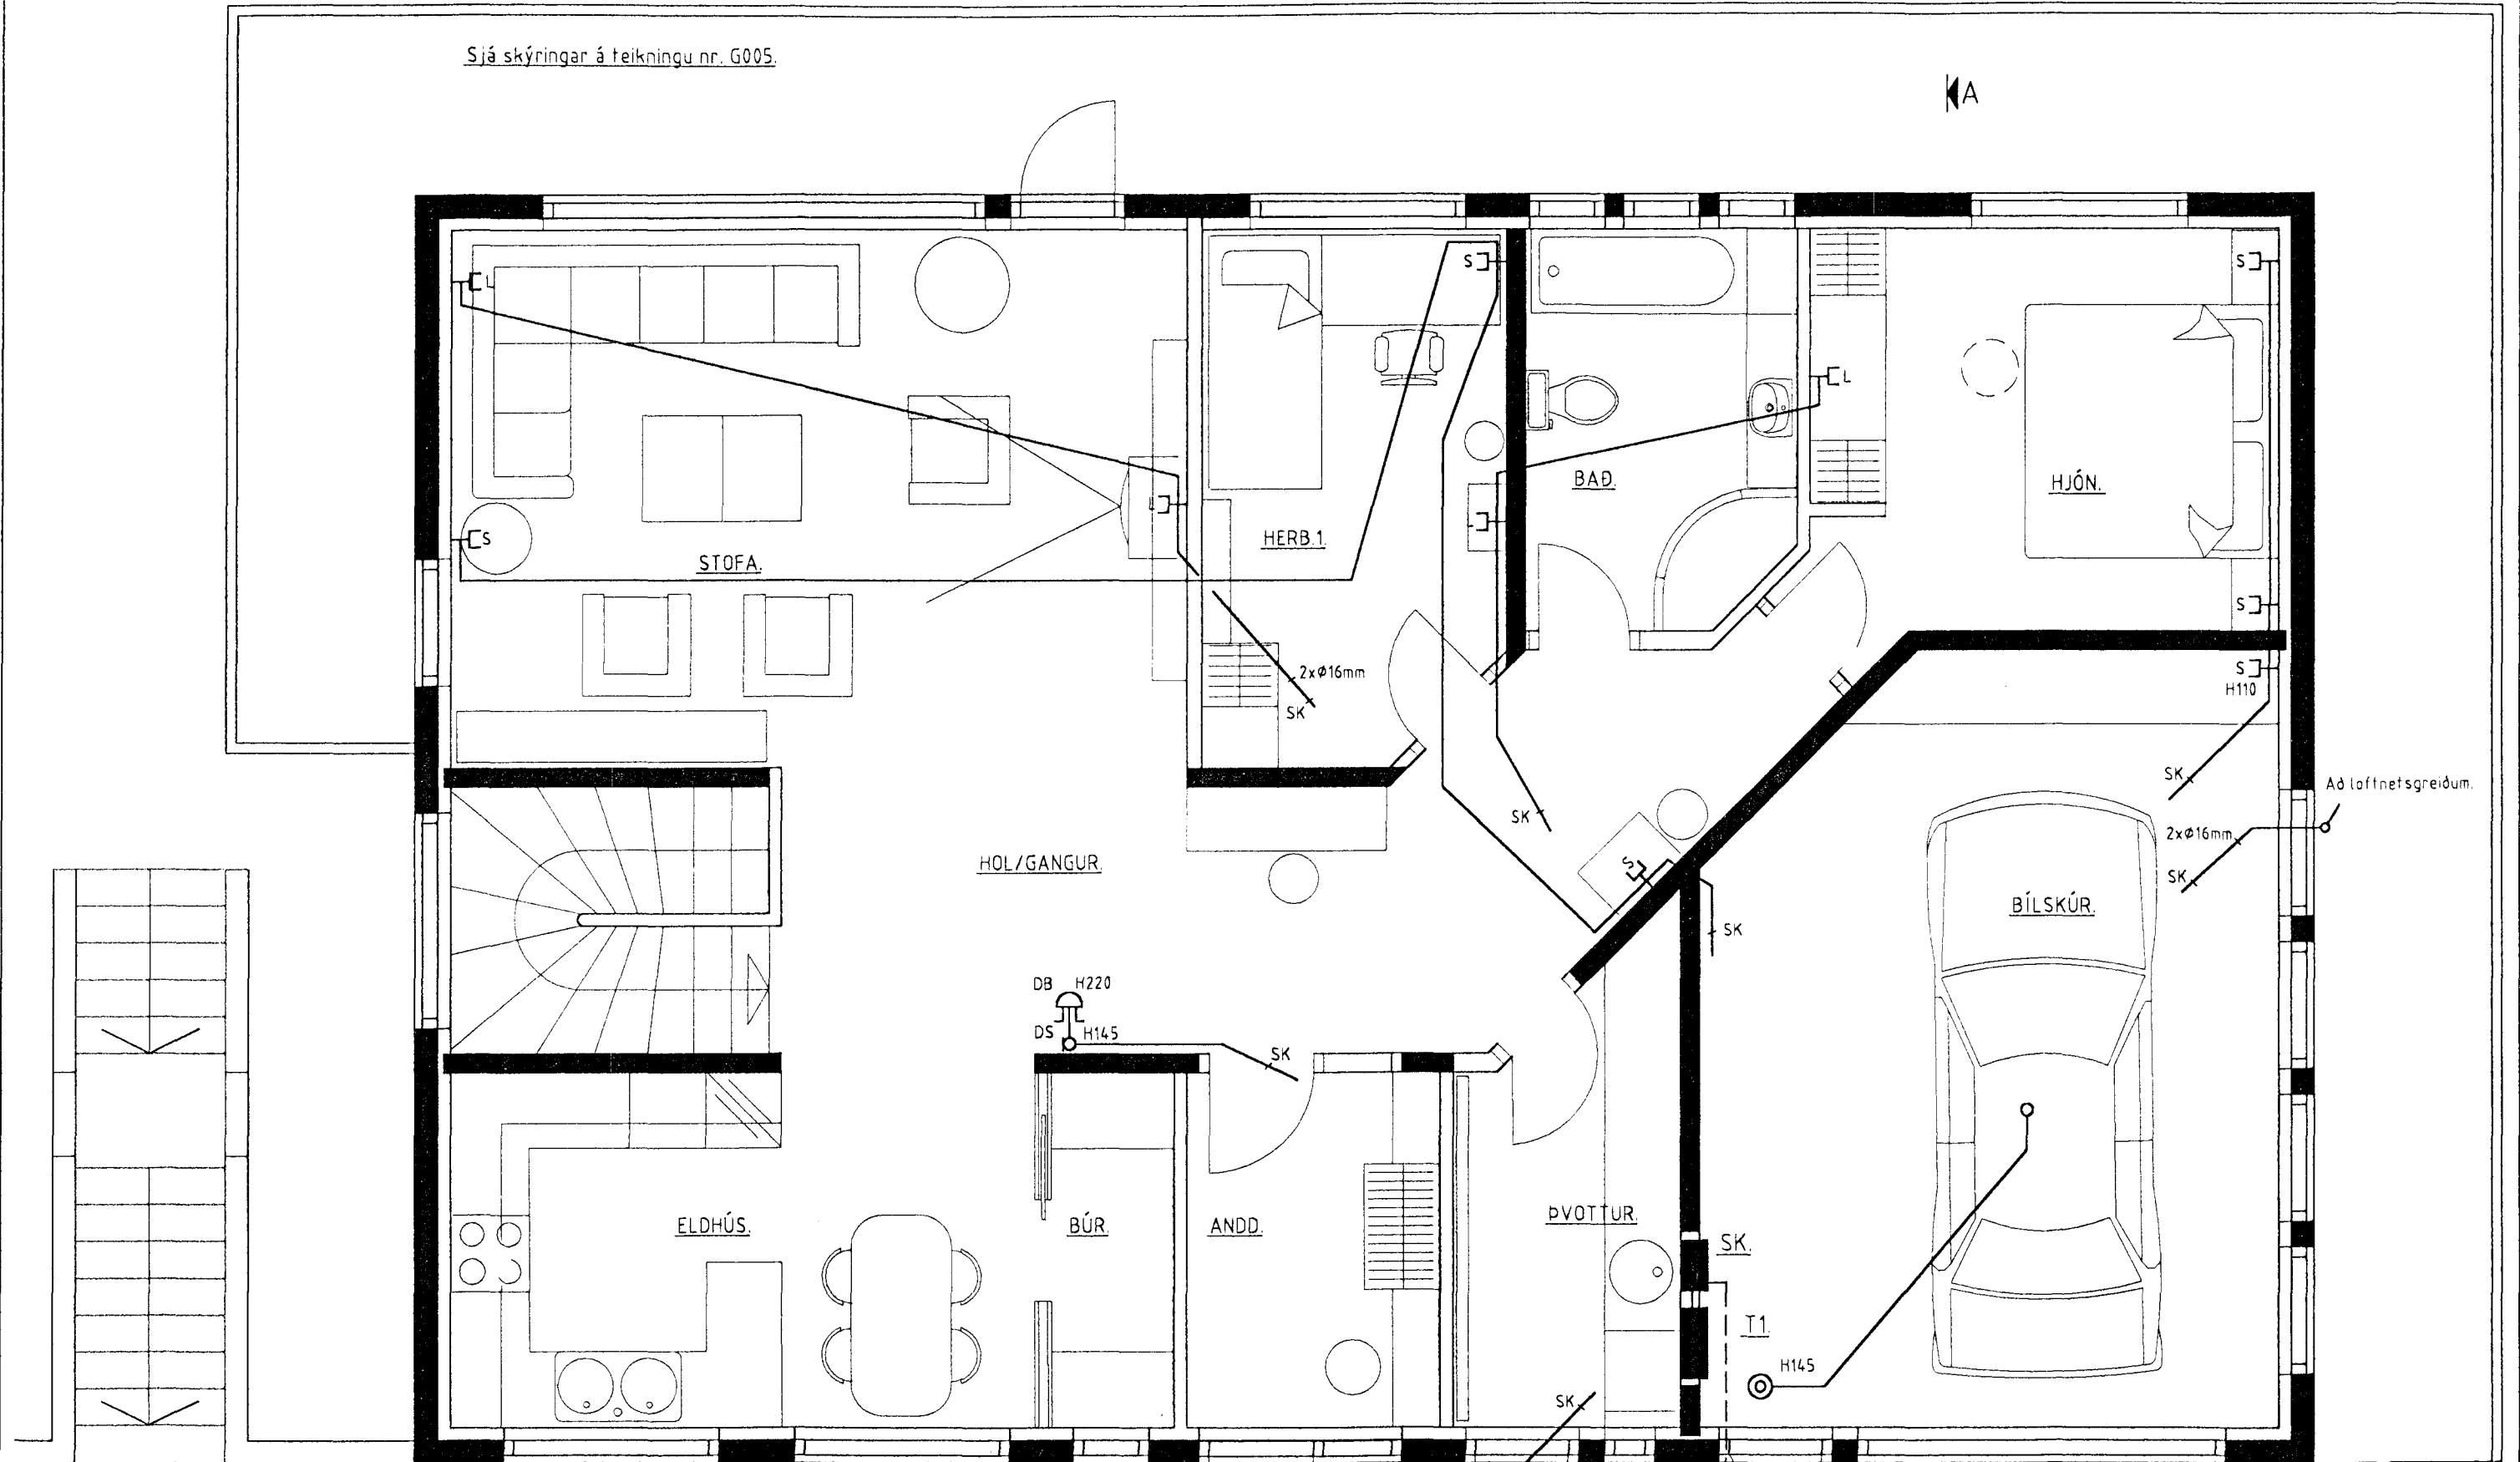 Sjá skýringar á teikningu nr. G005.
A
L
S
S
L
L
BAÐ.
HJÓN.
L
HERB.1.
S
STOFA.
S
2xØ16mm
SK
S
H110
SK
Að loftnetsgreiðum.
2xØ16mm
SK
SK
HOL/GANGUR.
S
BÍLSKÚR.
SK
DB H220
DS H145
SK
ELDHÚS.
BÚR.
ANDD.
ÞVOTTUR.
SK.
T1.
H145
SK